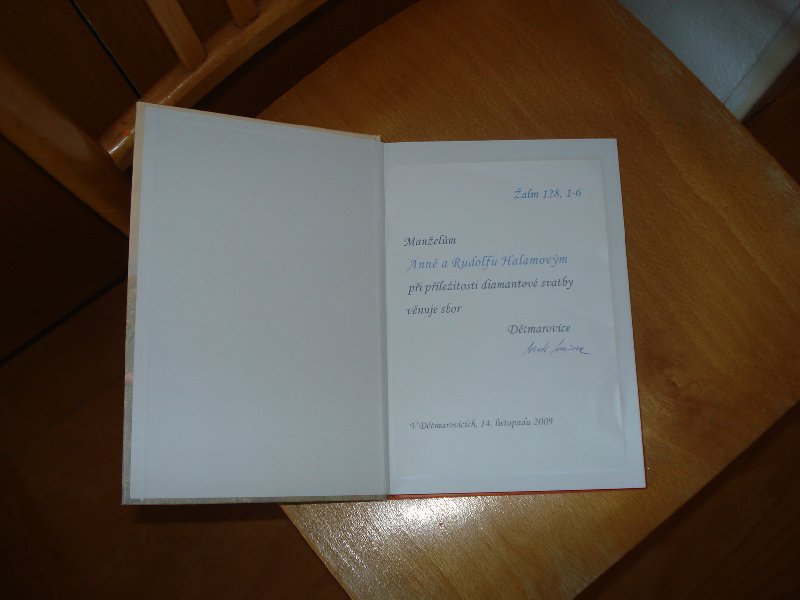 Žalm 128, 1-6
Manželům
Anně a Rudolfu Halamovým
při příležitosti diamantové svatby
věnuje sbor
Dětmarovice
V Dětmarovicích, 14. listopadu 2009